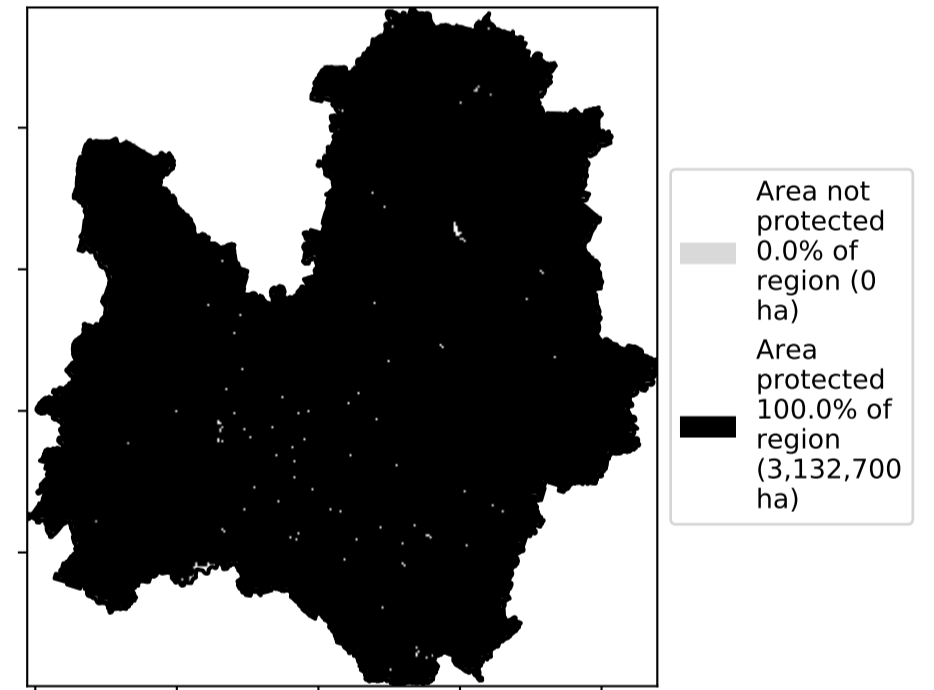 Area not
protected
0.0% of
region (0
ha)
Area
protected
100.0% of
region
(3,132,700
ha)